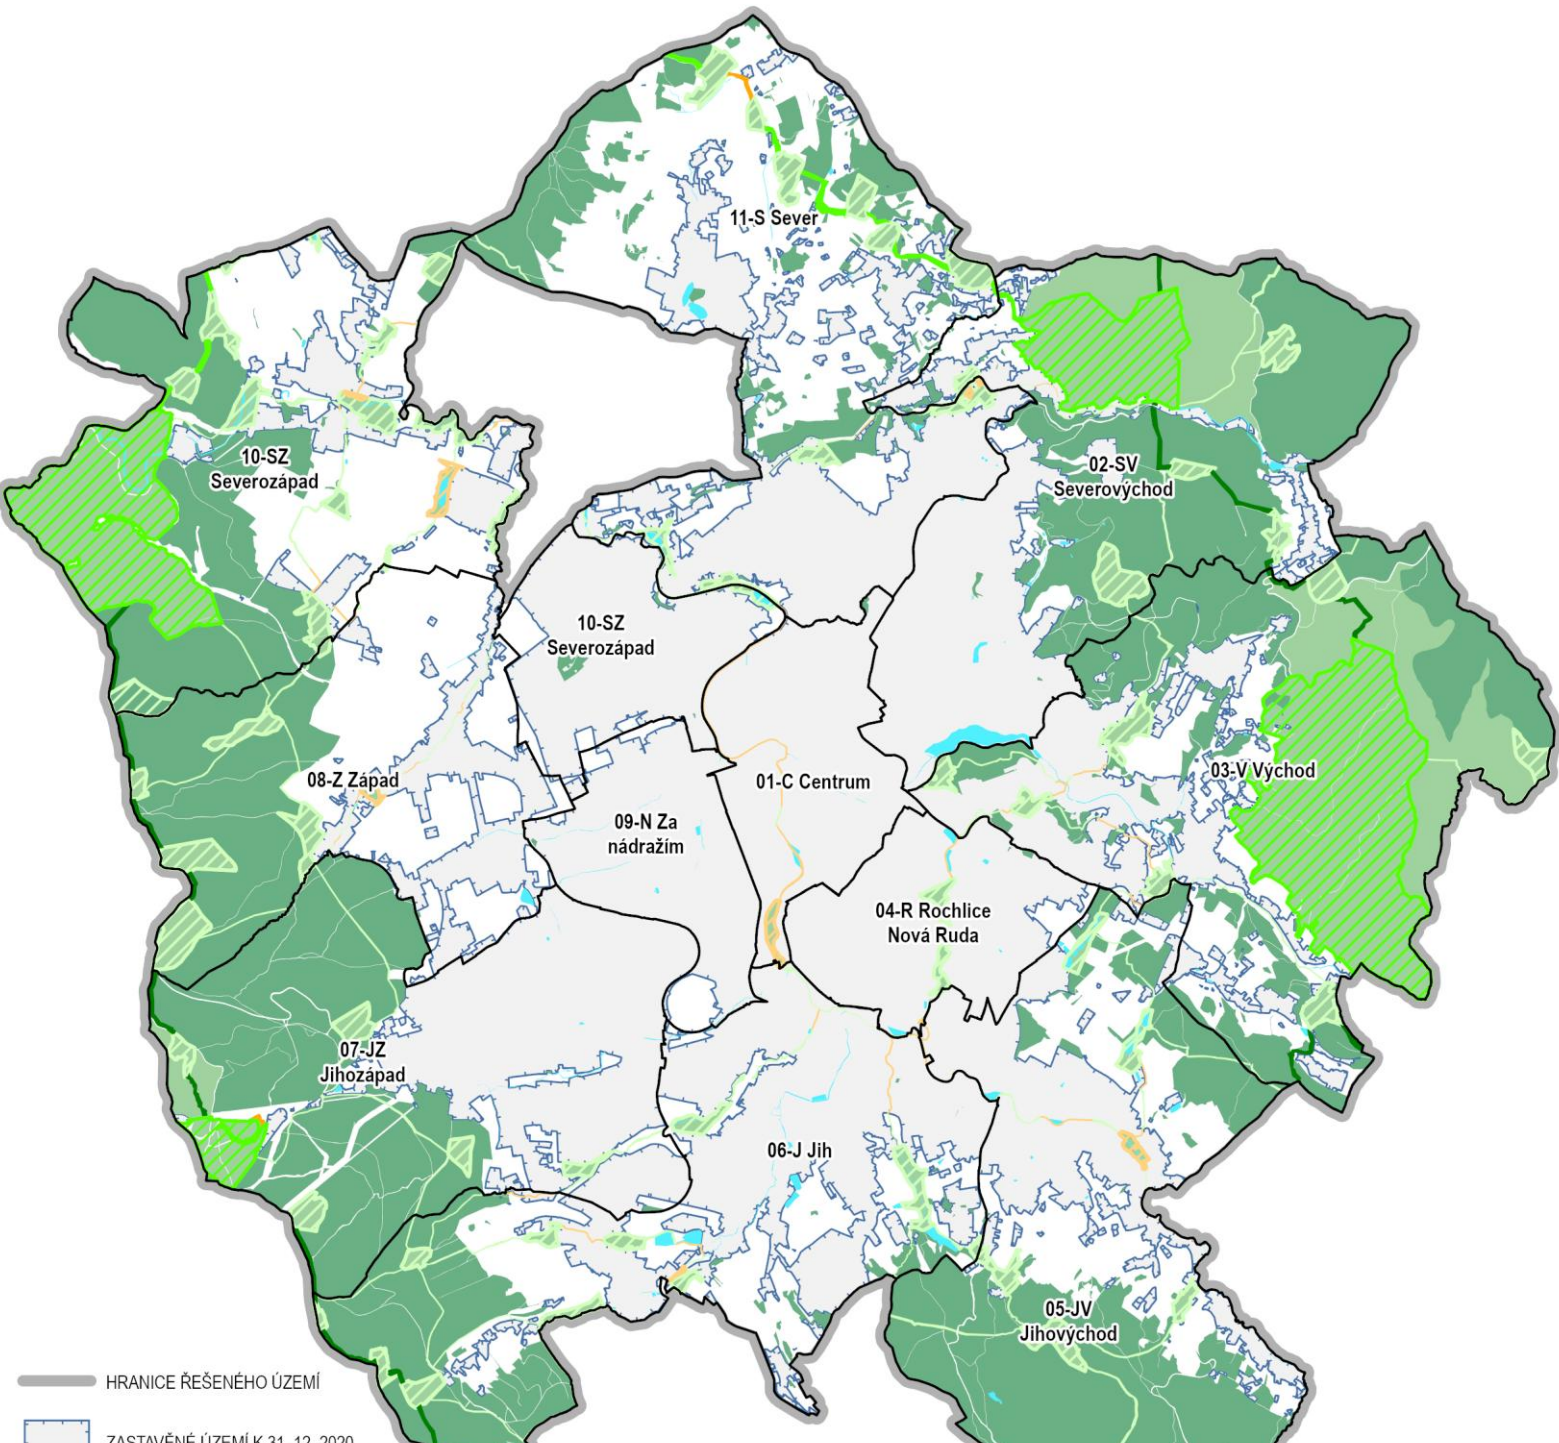 11-S Sever
10-SZ
Severozápad
02-SV
Severovýchod
10-SZ
Severozápad
08-Z Západ
01-C Centrum
03-V Východ
09-N Za
nádražím
04-R Rochlice
Nová Ruda
07-JZ
Jihozápad
06-J Jih
05-JV
Jihovýchod
HRANICE ŘEŠENÉHO ÚZEMÍ
ZASTAVĚNÉ ÚZEMÍ K 31. 12. 2020